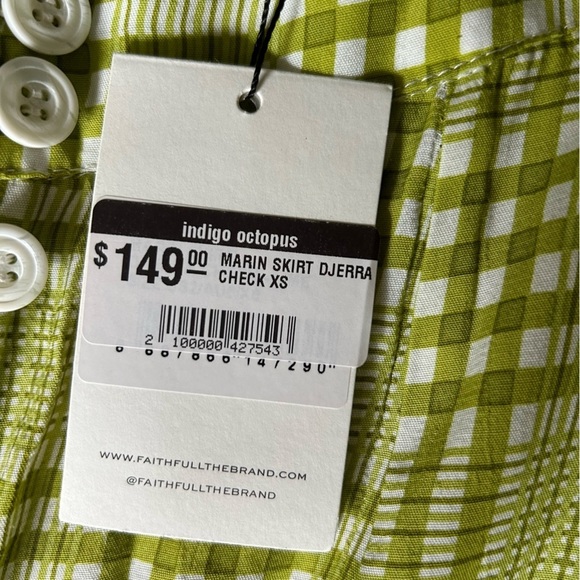 indigo octopus
$149.00 MARIN SKIRT DJERRA
CHECK XS
2 100000 427543
WWW.FAITHFULLTHEBRAND.COM
@FAITHFULLTHEBRAND